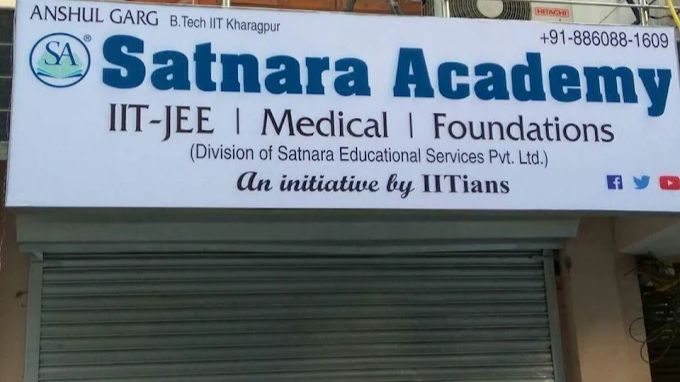 ANSHUL GARG B.Tech IIT Kharagpur
+91-886088-1609
SA
®
Satnara Academy
IIT-JEE | Medical | Foundations
(Division of Satnara Educational Services Pvt. Ltd.)
An initiative by IITians
HITACHI